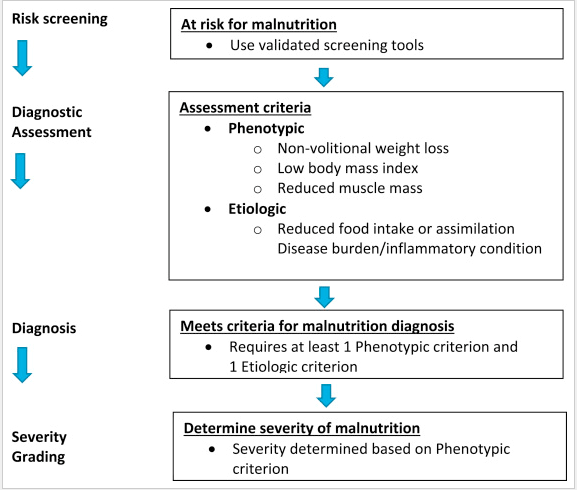 Risk screening
At risk for malnutrition
• Use validated screening tools
Diagnostic
Assessment
Assessment criteria
• Phenotypic
o Non-volitional weight loss
o Low body mass index
o Reduced muscle mass
• Etiologic
o Reduced food intake or assimilation
Disease burden/inflammatory condition
Diagnosis
Meets criteria for malnutrition diagnosis
• Requires at least 1 Phenotypic criterion and
1 Etiologic criterion
Severity
Grading
Determine severity of malnutrition
• Severity determined based on Phenotypic
criterion